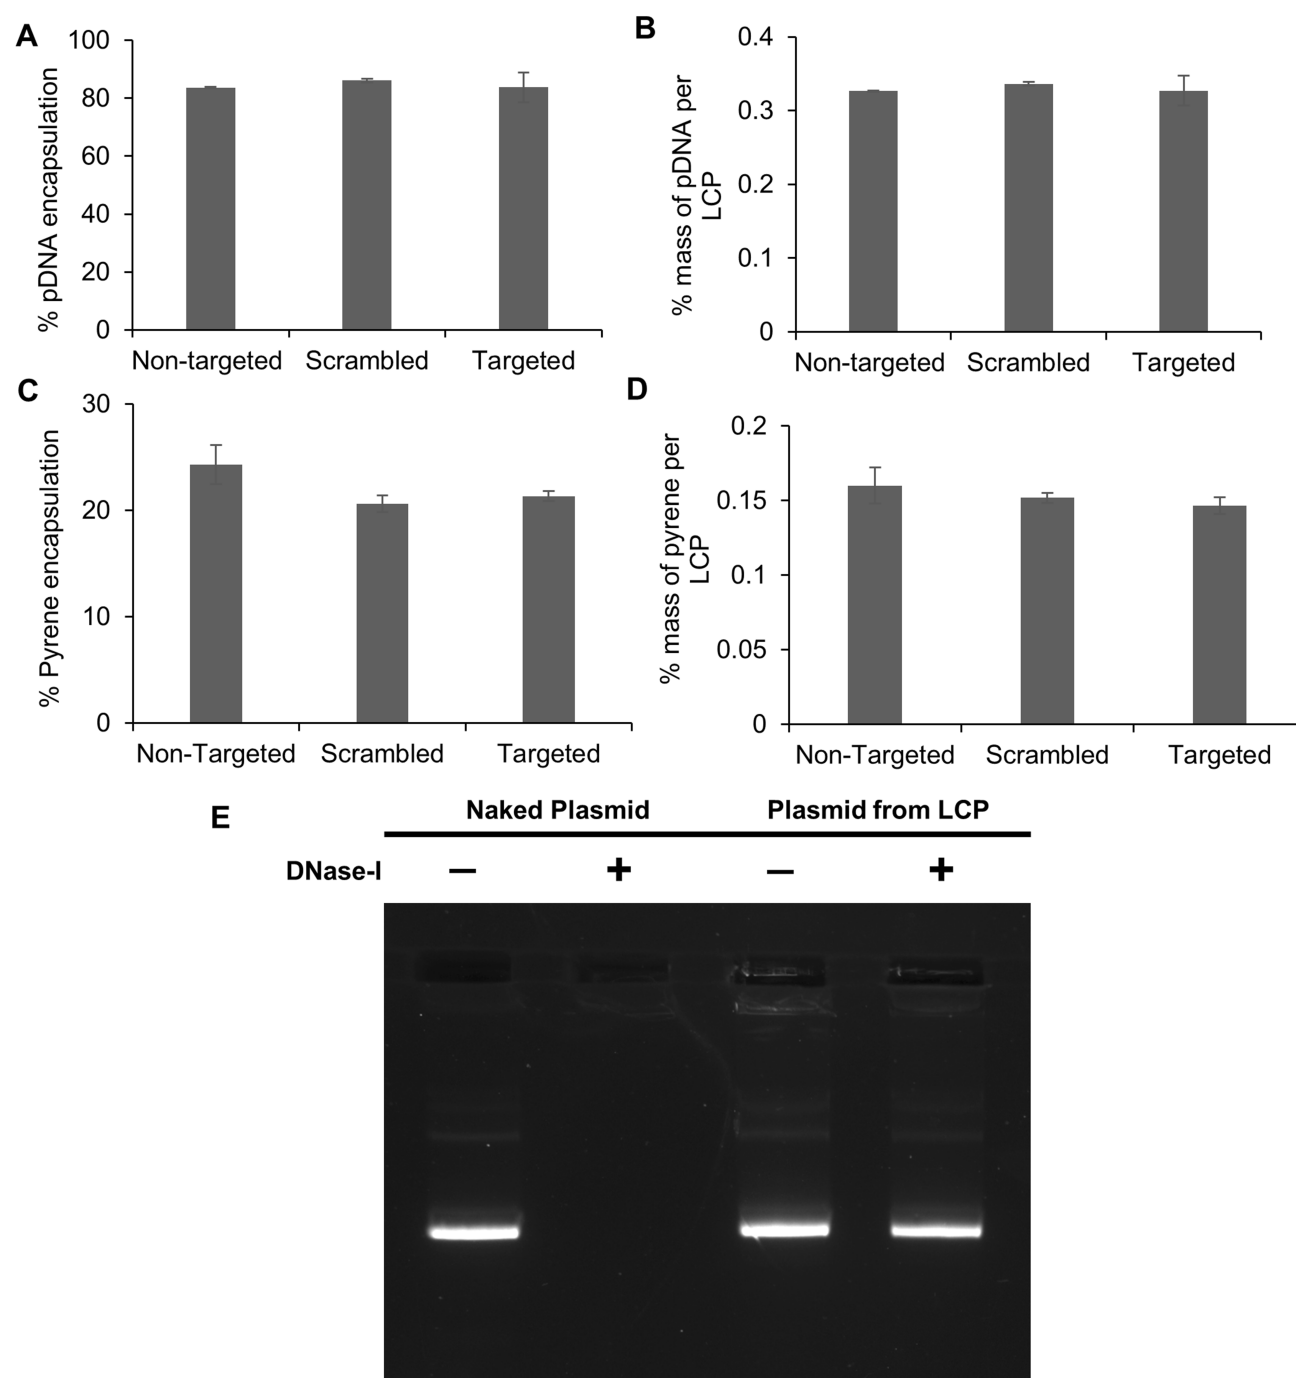 A
% pDNA encapsulation
100
80
60
40
20
0
Non-targeted Scrambled Targeted
B
% mass of pDNA per
LCP
0.4
0.3
0.2
0.1
0
Non-targeted Scrambled Targeted
C
% Pyrene encapsulation
30
20
10
0
Non-Targeted Scrambled Targeted
D
% mass of pyrene per
LCP
0.2
0.15
0.1
0.05
0
Non-Targeted Scrambled Targeted
E
Naked Plasmid Plasmid from LCP
DNase-I − + − +